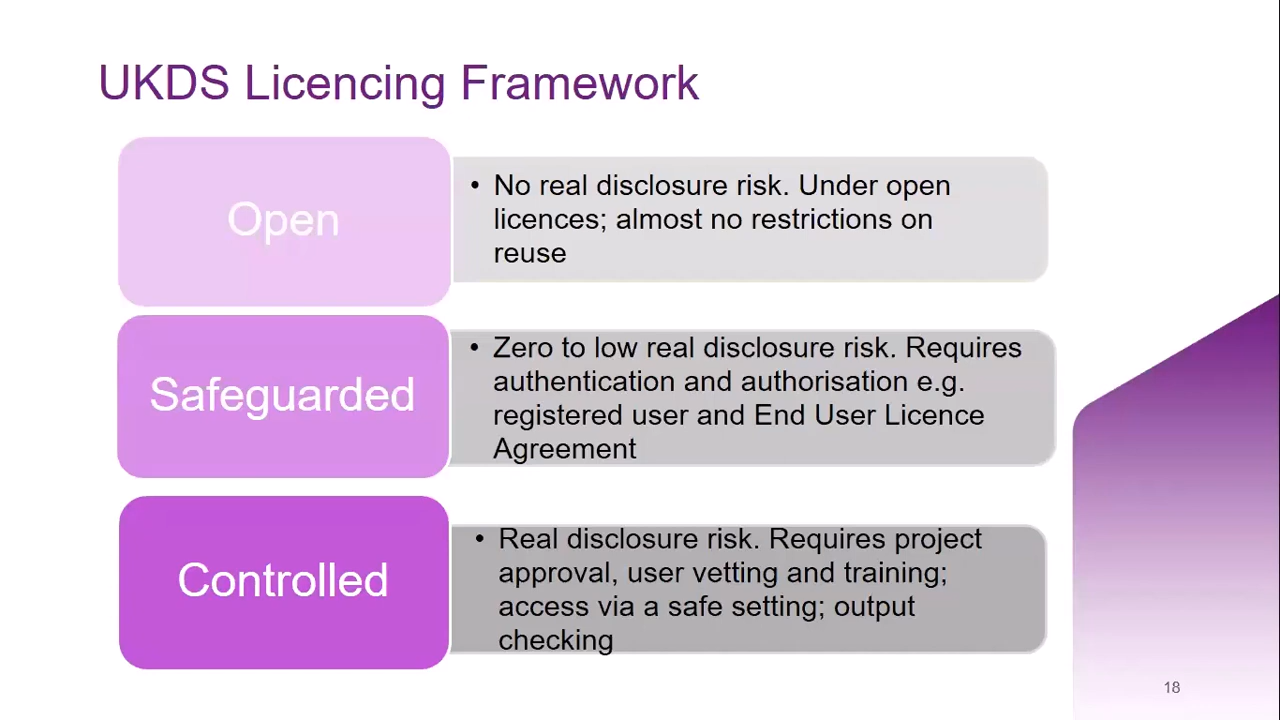 UKDS Licencing Framework
Open
• No real disclosure risk. Under open
licences; almost no restrictions on
reuse
Safeguarded
• Zero to low real disclosure risk. Requires
authentication and authorisation e.g.
registered user and End User Licence
Agreement
Controlled
• Real disclosure risk. Requires project
approval, user vetting and training;
access via a safe setting; output
checking
18